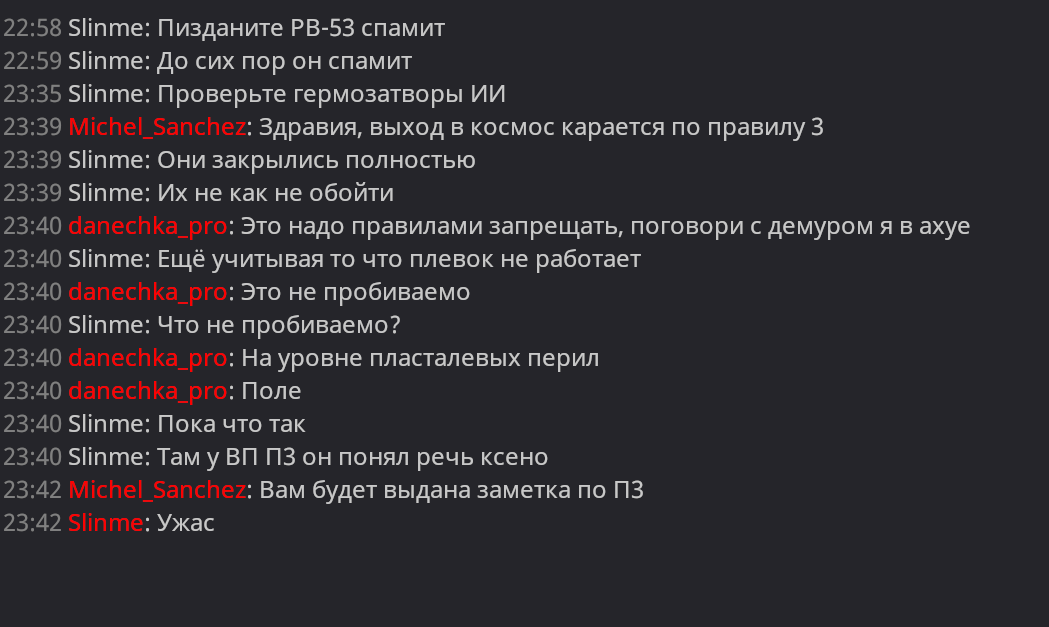 22:58 Slinme: Пизданите РВ-53 спамит
22:59 Slinme: До сих пор он спамит
23:35 Slinme: Проверьте гермозатворы ИИ
23:39 Michel_Sanchez: Здравия, выход в космос карается по правилу 3
23:39 Slinme: Они закрылись полностью
23:39 Slinme: Их не как не обойти
23:40 danechka_pro: Это надо правилами запрещать, поговори с демуром я в ахуе
23:40 Slinme: Ещё учитывая то что плевок не работает
23:40 danechka_pro: Это не пробиваемо
23:40 Slinme: Что не пробиваемо?
23:40 danechka_pro: На уровне пласталевых перил
23:40 danechka_pro: Поле
23:40 Slinme: Пока что так
23:40 Slinme: Там у ВП П3 он понял речь ксено
23:42 Michel_Sanchez: Вам будет выдана заметка по П3
23:42 Slinme: Ужас